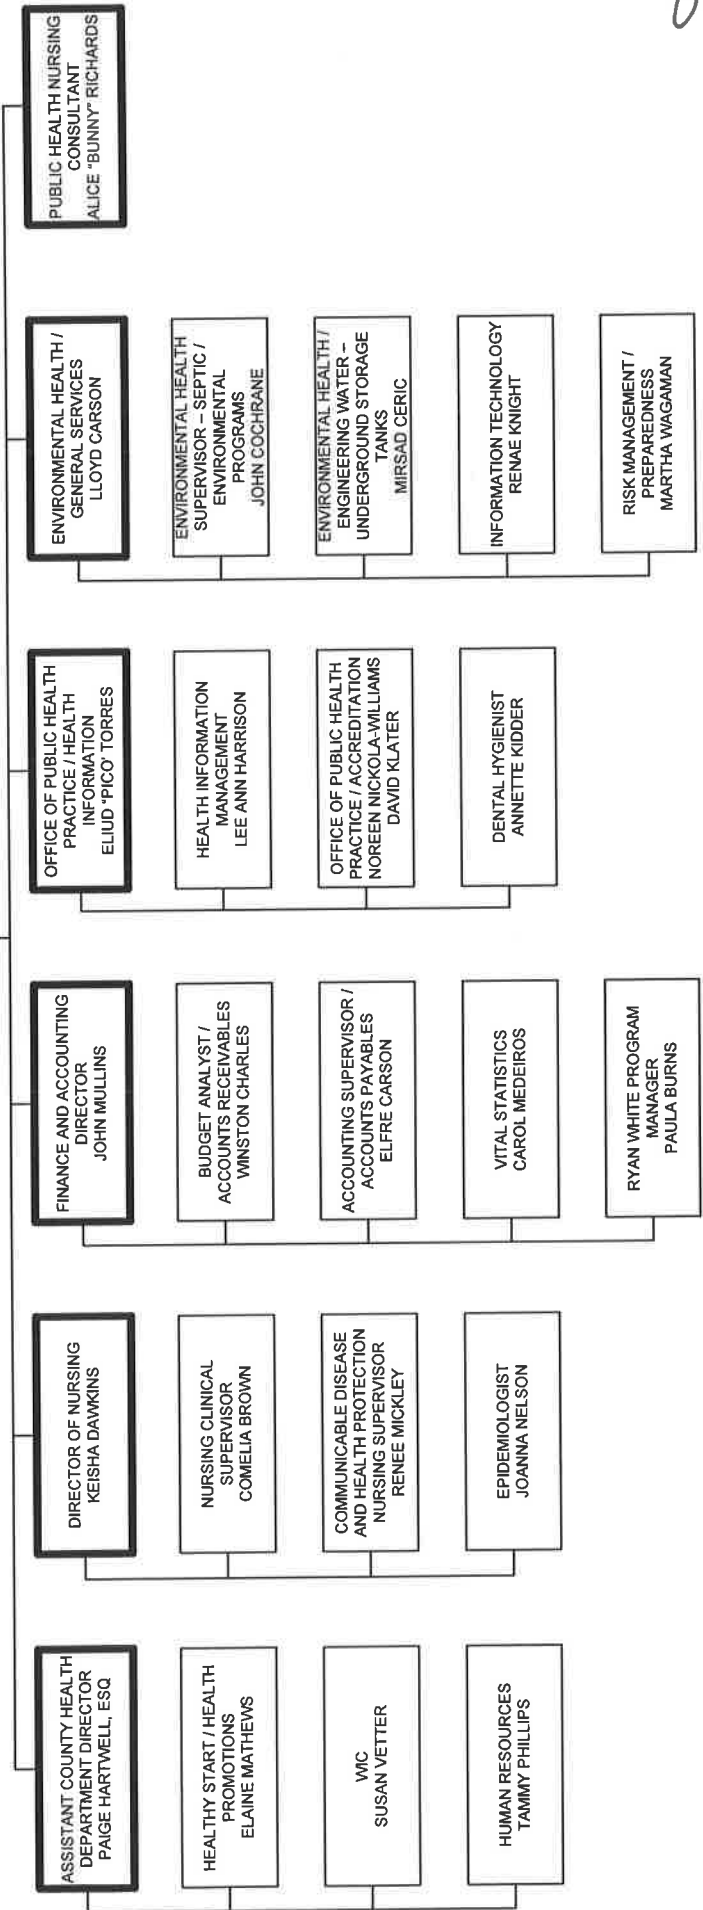 ASSISTANT COUNTY HEALTH
DEPARTMENT DIRECTOR
PAIGE HARTWELL, ESQ
HEALTHY START / HEALTH
PROMOTIONS
ELAINE MATHEWS
WIC
SUSAN VETTER
HUMAN RESOURCES
TAMMY PHILLIPS
DIRECTOR OF NURSING
KEISHA DAWKINS
NURSING CLINICAL
SUPERVISOR
COMELIA BROWN
COMMUNICABLE DISEASE
AND HEALTH PROTECTION
NURSING SUPERVISOR
RENEE MICKLEY
EPIDEMIOLOGIST
JOANNA NELSON
FINANCE AND ACCOUNTING
DIRECTOR
JOHN MULLINS
BUDGET ANALYST /
ACCOUNTS RECEIVABLES
WINSTON CHARLES
ACCOUNTING SUPERVISOR /
ACCOUNTS PAYABLES
ELFRE CARSON
VITAL STATISTICS
CAROL MEDEIROS
RYAN WHITE PROGRAM
MANAGER
PAULA BURNS
OFFICE OF PUBLIC HEALTH
PRACTICE / HEALTH
INFORMATION
ELIUD "PICO' TORRES
HEALTH INFORMATION
MANAGEMENT
LEE ANN HARRISON
OFFICE OF PUBLIC HEALTH
PRACTICE / ACCREDITATION
NOREEN NICKOLA-WILLIAMS
DAVID KLATER
DENTAL HYGIENIST
ANNETTE KIDDER
ENVIRONMENTAL HEALTH /
GENERAL SERVICES
LLOYD CARSON
ENVIRONMENTAL HEALTH
SUPERVISOR – SEPTIC /
ENVIRONMENTAL
PROGRAMS
JOHN COCHRANE
ENVIRONMENTAL HEALTH /
ENGINEERING WATER –
UNDERGROUND STORAGE
TANKS
MIRSAD CERIC
INFORMATION TECHNOLOGY
RENAE KNIGHT
RISK MANAGEMENT /
PREPAREDNESS
MARTHA WAGAMAN
PUBLIC HEALTH NURSING
CONSULTANT
ALICE "BUNNY" RICHARDS